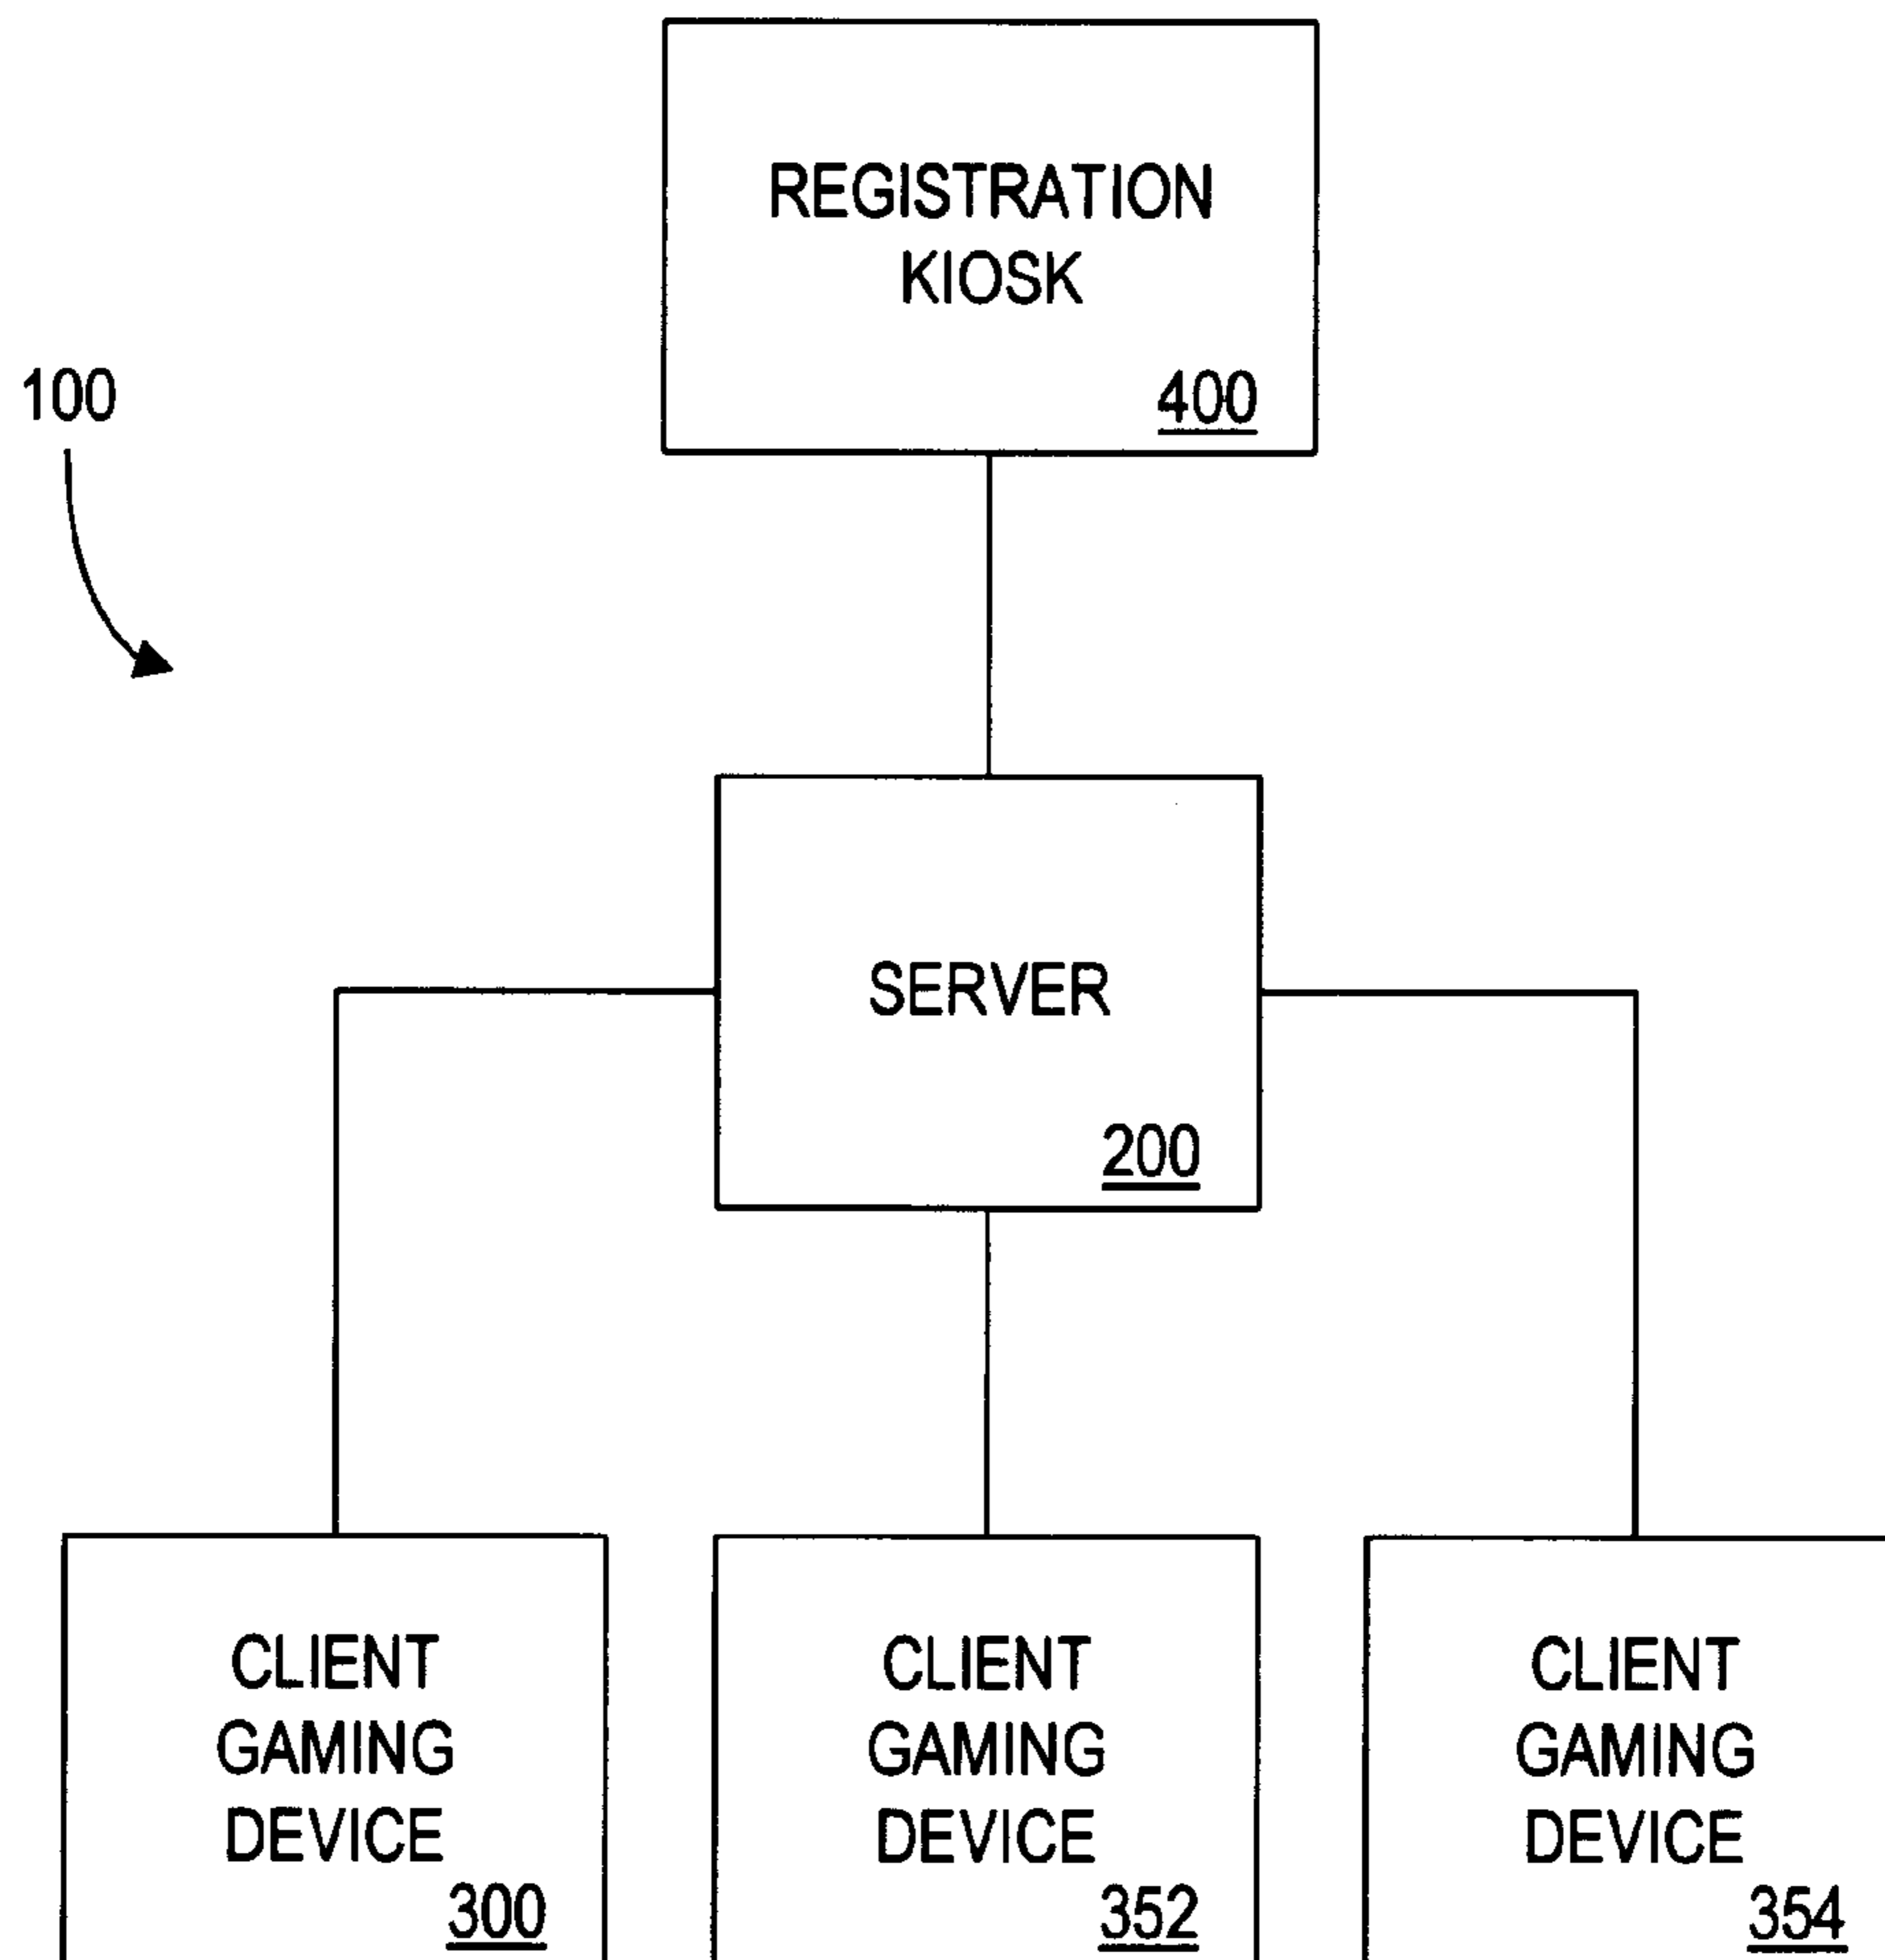 REGISTRATION
KIOSK
400
100
SERVER
200
CLIENT
GAMING
DEVICE
300
CLIENT
GAMING
DEVICE
352
CLIENT
GAMING
DEVICE
354